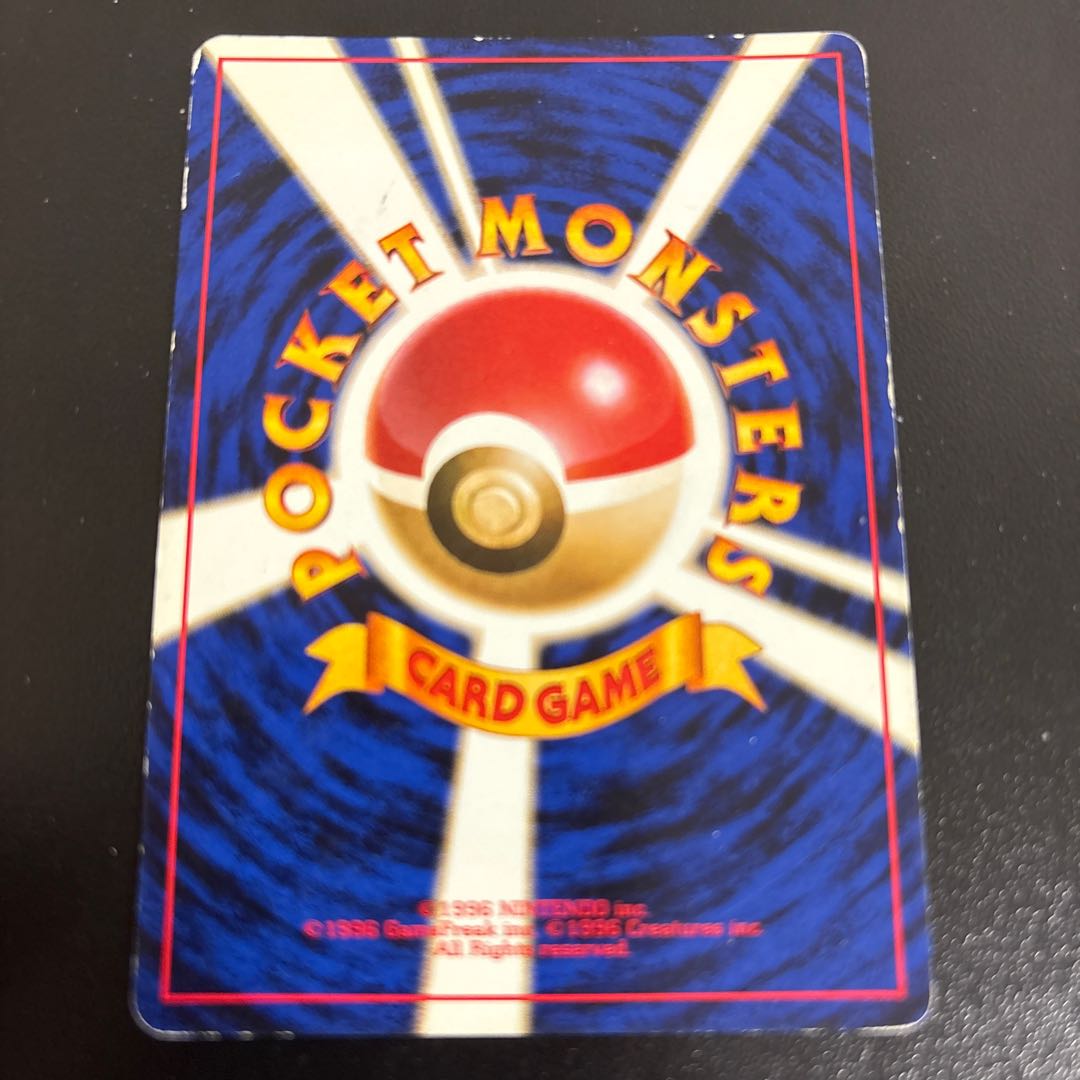 POCKET MONSTERS
CARD GAME
©1996 NINTENDO inc.
©1996 GameFreak inc. ©1996 Creatures inc.
All Rights reserved.